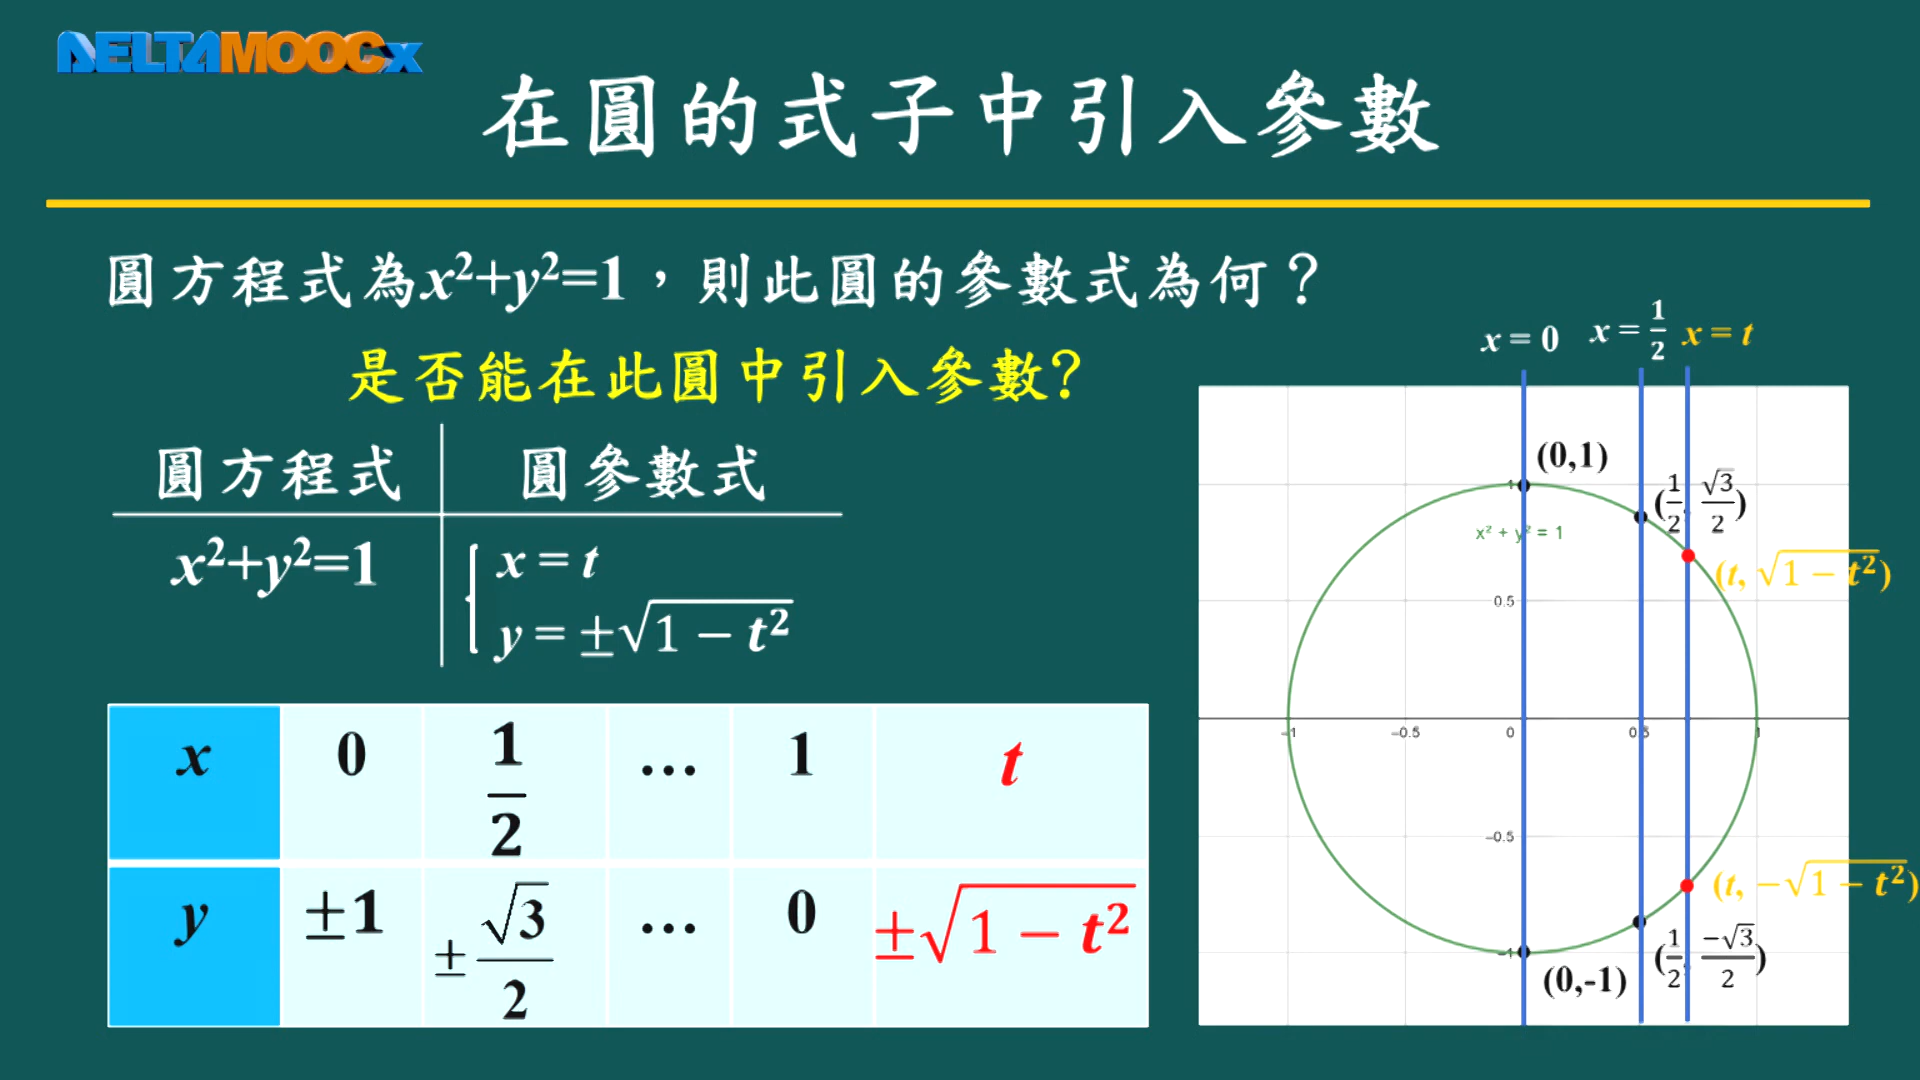 DELTAMOOCx
在圓的式子中引入參數
圓方程式為x²+y²=1，則此圓的參數式為何？
是否能在此圓中引入參數?
圓方程式 圓參數式
x²+y²=1
x = t
y = ±√(1 − t²)
x 0 1/2 … 1 t
y ±1 ±√3/2 … 0 ±√(1 − t²)
x = 0 x = 1/2 x = t
(0,1)
(1/2, √3/2)
1
x² + y² = 1
(t, √(1 − t²))
0.5
−1 −0.5 0 0.5 1
−0.5
(t, −√(1 − t²))
−1
(1/2, −√3/2)
(0,-1)